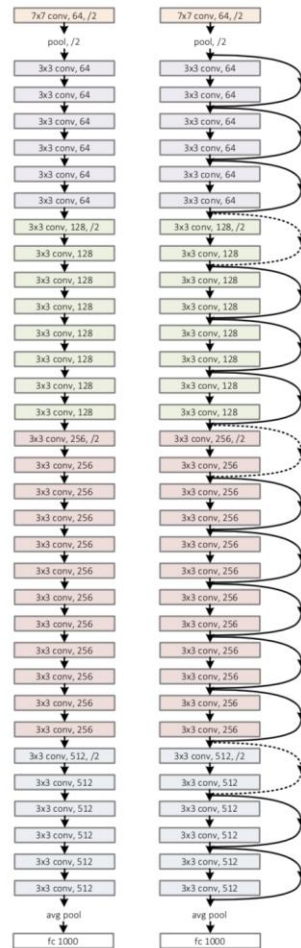 7x7 conv, 64, /2
pool, /2
3x3 conv, 64
3x3 conv, 64
3x3 conv, 64
3x3 conv, 64
3x3 conv, 64
3x3 conv, 64
3x3 conv, 128, /2
3x3 conv, 128
3x3 conv, 128
3x3 conv, 128
3x3 conv, 128
3x3 conv, 128
3x3 conv, 128
3x3 conv, 128
3x3 conv, 256, /2
3x3 conv, 256
3x3 conv, 256
3x3 conv, 256
3x3 conv, 256
3x3 conv, 256
3x3 conv, 256
3x3 conv, 256
3x3 conv, 256
3x3 conv, 256
3x3 conv, 256
3x3 conv, 256
3x3 conv, 512, /2
3x3 conv, 512
3x3 conv, 512
3x3 conv, 512
3x3 conv, 512
3x3 conv, 512
avg pool
fc 1000
7x7 conv, 64, /2
pool, /2
3x3 conv, 64
3x3 conv, 64
3x3 conv, 64
3x3 conv, 64
3x3 conv, 64
3x3 conv, 64
3x3 conv, 128, /2
3x3 conv, 128
3x3 conv, 128
3x3 conv, 128
3x3 conv, 128
3x3 conv, 128
3x3 conv, 128
3x3 conv, 128
3x3 conv, 256, /2
3x3 conv, 256
3x3 conv, 256
3x3 conv, 256
3x3 conv, 256
3x3 conv, 256
3x3 conv, 256
3x3 conv, 256
3x3 conv, 256
3x3 conv, 256
3x3 conv, 256
3x3 conv, 256
3x3 conv, 512, /2
3x3 conv, 512
3x3 conv, 512
3x3 conv, 512
3x3 conv, 512
3x3 conv, 512
avg pool
fc 1000